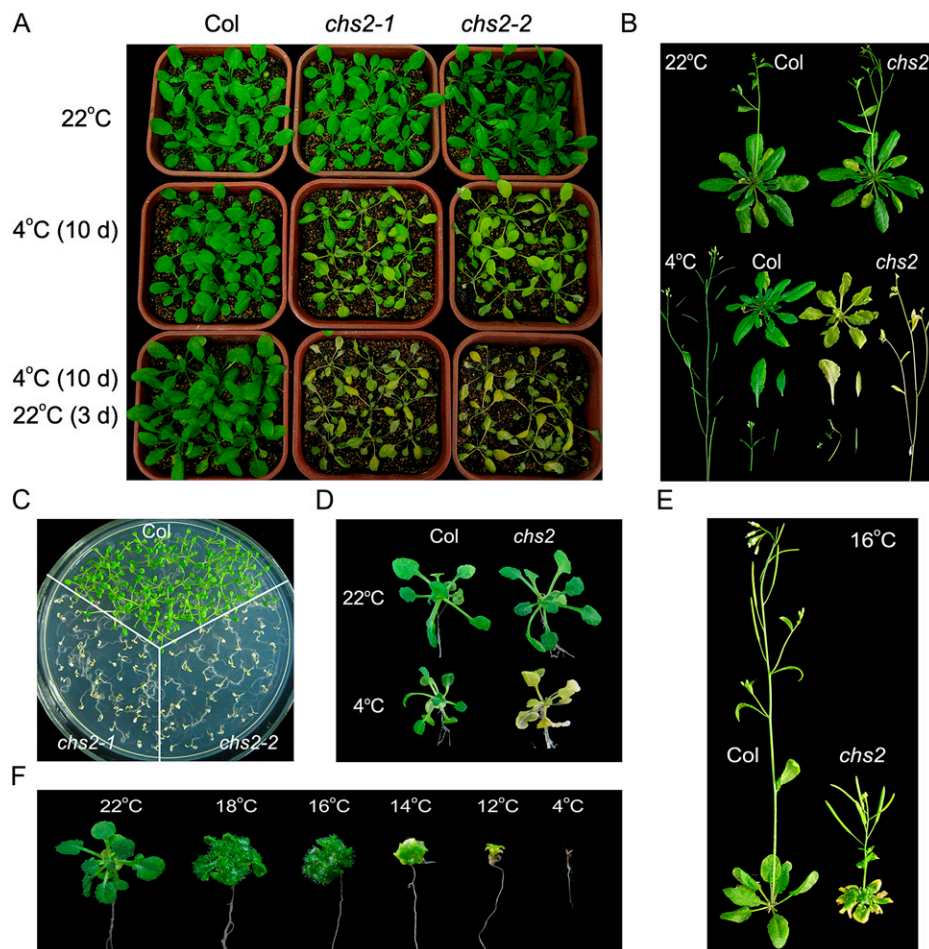 A
Col chs2-1 chs2-2
22°C
4°C (10 d)
4°C (10 d)
22°C (3 d)
B
22°C Col chs2
4°C Col chs2
C
Col
chs2-1 chs2-2
D
Col chs2
22°C
4°C
E
16°C
Col chs2
F
22°C 18°C 16°C 14°C 12°C 4°C